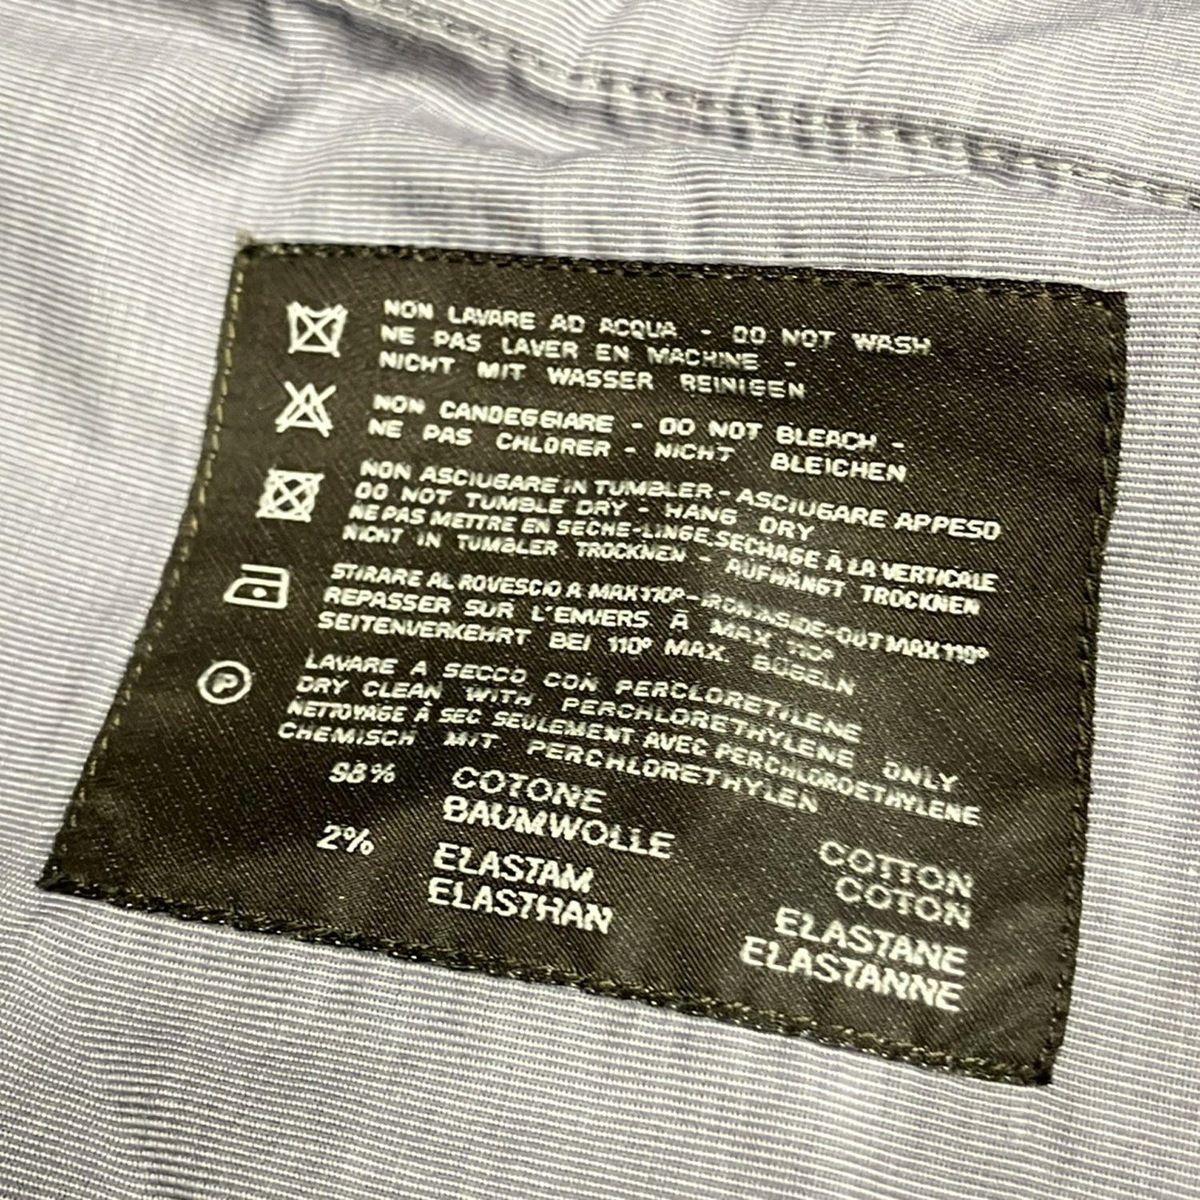 NON LAVARE AD ACQUA - DO NOT WASH
NE PAS LAVER EN MACHINE -
NICHT MIT WASSER REINIGEN
NON CANDEGGIARE - DO NOT BLEACH -
NE PAS CHLORER - NICHT BLEICHEN
NON ASCIUGARE IN TUMBLER - ASCIUGARE APPESO
DO NOT TUMBLE DRY - HANG DRY
NE PAS METTRE EN SECHE-LINGE, SECHAGE À LA VERTICALE
NICHT IN TUMBLER TROCKNEN - AUFHANGT TROCKNEN
STIRARE AL ROVESCIO A MAX 110° - IRON INSIDE-OUT MAX 110°
REPASSER SUR L'ENVERS À MAX 110°
SEITENVERKEHRT BEI 110° MAX. BÜGELN
P
LAVARE A SECCO CON PERCLORETILENE
DRY CLEAN WITH PERCHLORETHYLENE ONLY
NETTOYAGE À SEC SEULEMENT AVEC PERCHLOROETHYLENE
CHEMISCH MIT PERCHLORETHYLEN
98% COTONE COTTON
BAUMWOLLE COTON
2% ELASTAM ELASTANE
ELASTHAN ELASTANNE